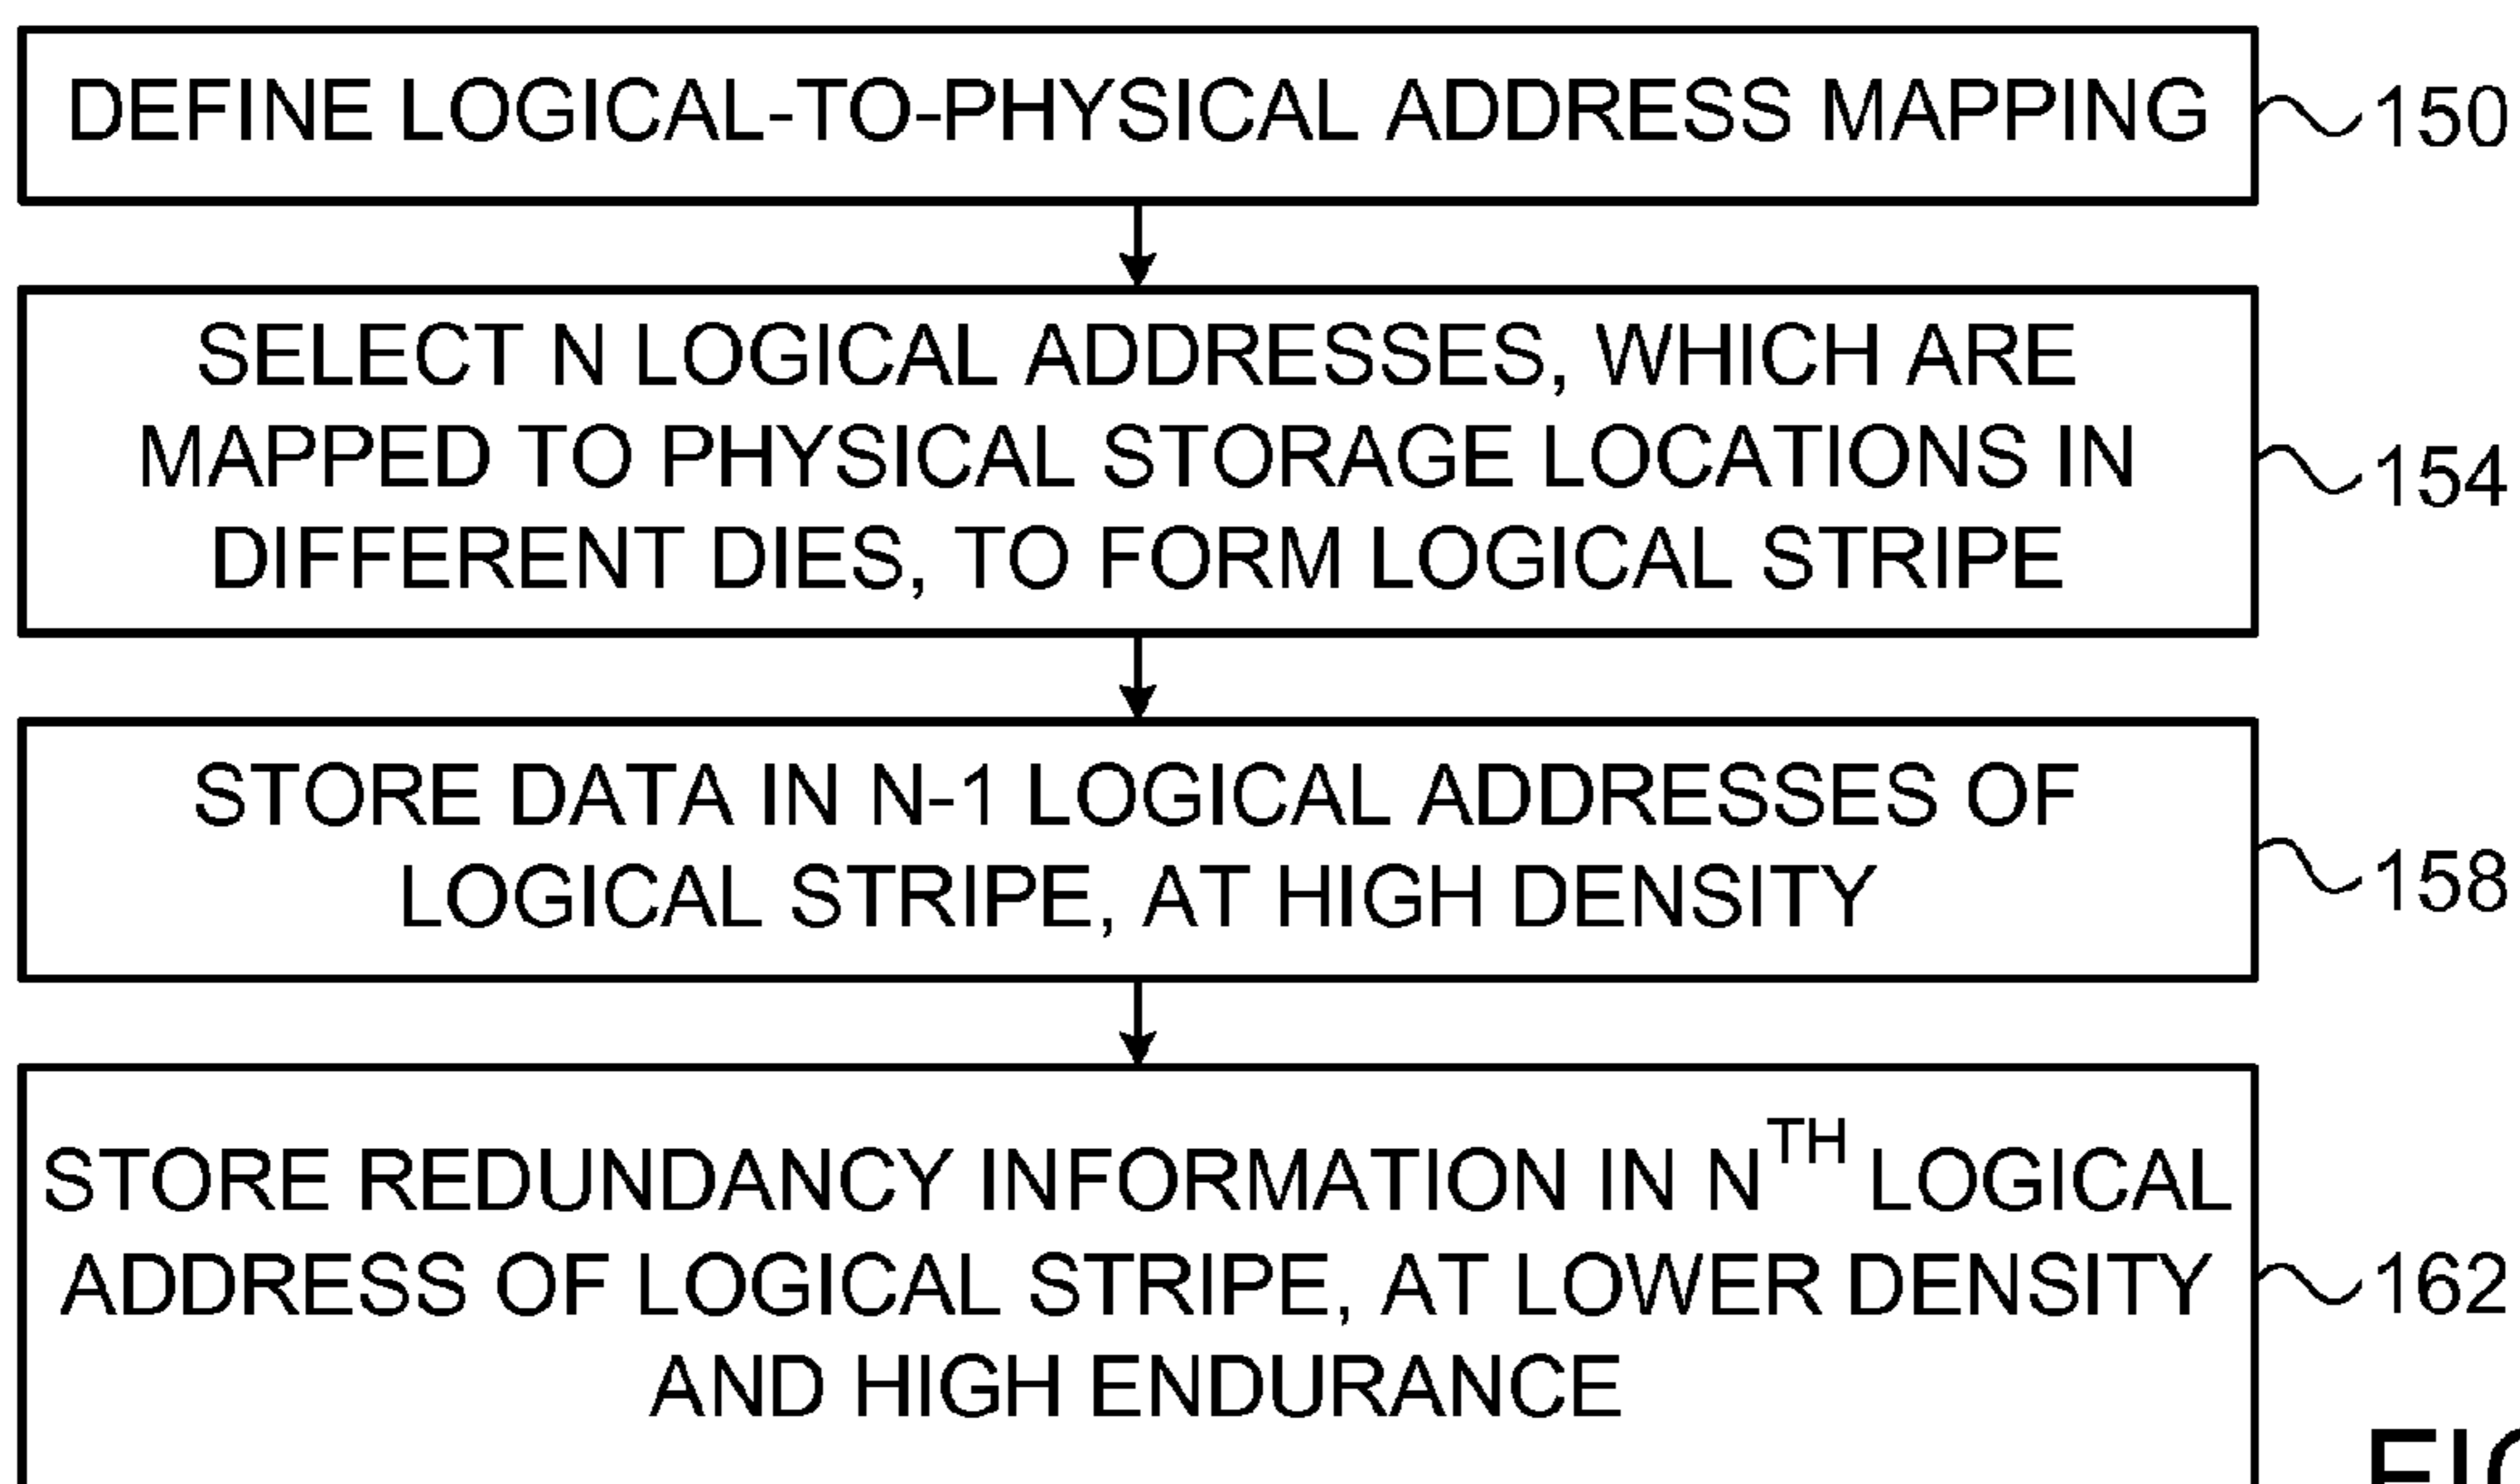 DEFINE LOGICAL-TO-PHYSICAL ADDRESS MAPPING
150
SELECT N LOGICAL ADDRESSES, WHICH ARE
MAPPED TO PHYSICAL STORAGE LOCATIONS IN
DIFFERENT DIES, TO FORM LOGICAL STRIPE
154
STORE DATA IN N-1 LOGICAL ADDRESSES OF
LOGICAL STRIPE, AT HIGH DENSITY
158
STORE REDUNDANCY INFORMATION IN N^TH LOGICAL
ADDRESS OF LOGICAL STRIPE, AT LOWER DENSITY
AND HIGH ENDURANCE
162